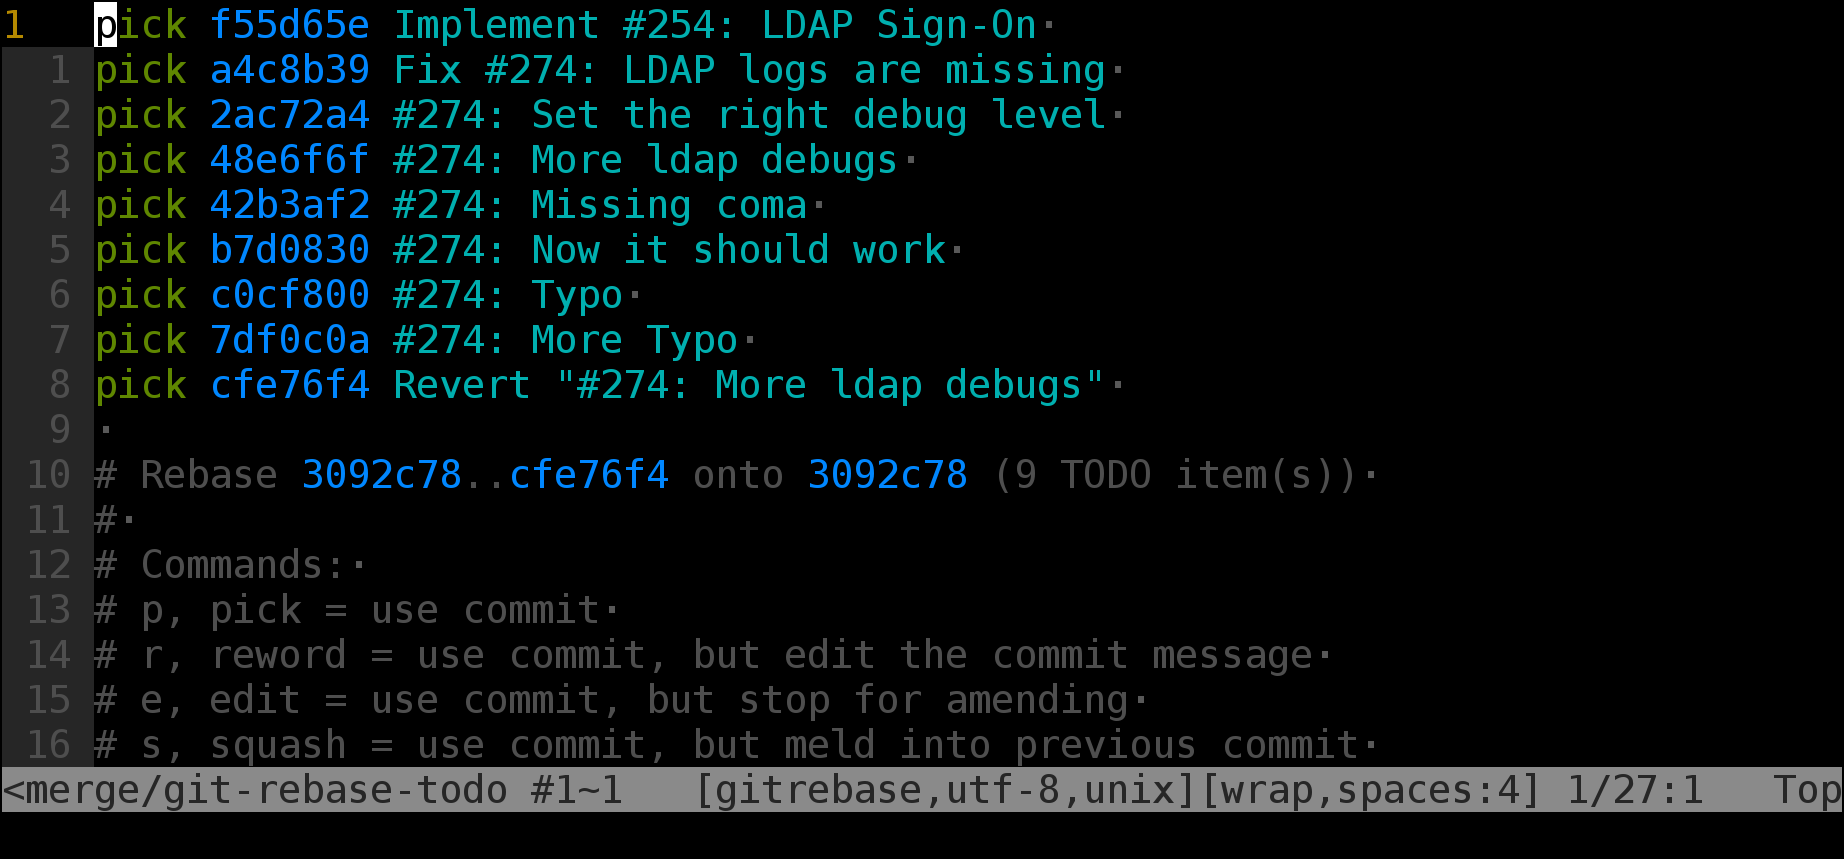 1   pick f55d65e Implement #254: LDAP Sign-On·
  1 pick a4c8b39 Fix #274: LDAP logs are missing·
  2 pick 2ac72a4 #274: Set the right debug level·
  3 pick 48e6f6f #274: More ldap debugs·
  4 pick 42b3af2 #274: Missing coma·
  5 pick b7d0830 #274: Now it should work·
  6 pick c0cf800 #274: Typo·
  7 pick 7df0c0a #274: More Typo·
  8 pick cfe76f4 Revert "#274: More ldap debugs"·
  9 ·
 10 # Rebase 3092c78..cfe76f4 onto 3092c78 (9 TODO item(s))·
 11 #·
 12 # Commands:·
 13 # p, pick = use commit·
 14 # r, reword = use commit, but edit the commit message·
 15 # e, edit = use commit, but stop for amending·
 16 # s, squash = use commit, but meld into previous commit·
<merge/git-rebase-todo #1~1   [gitrebase,utf-8,unix][wrap,spaces:4] 1/27:1   Top